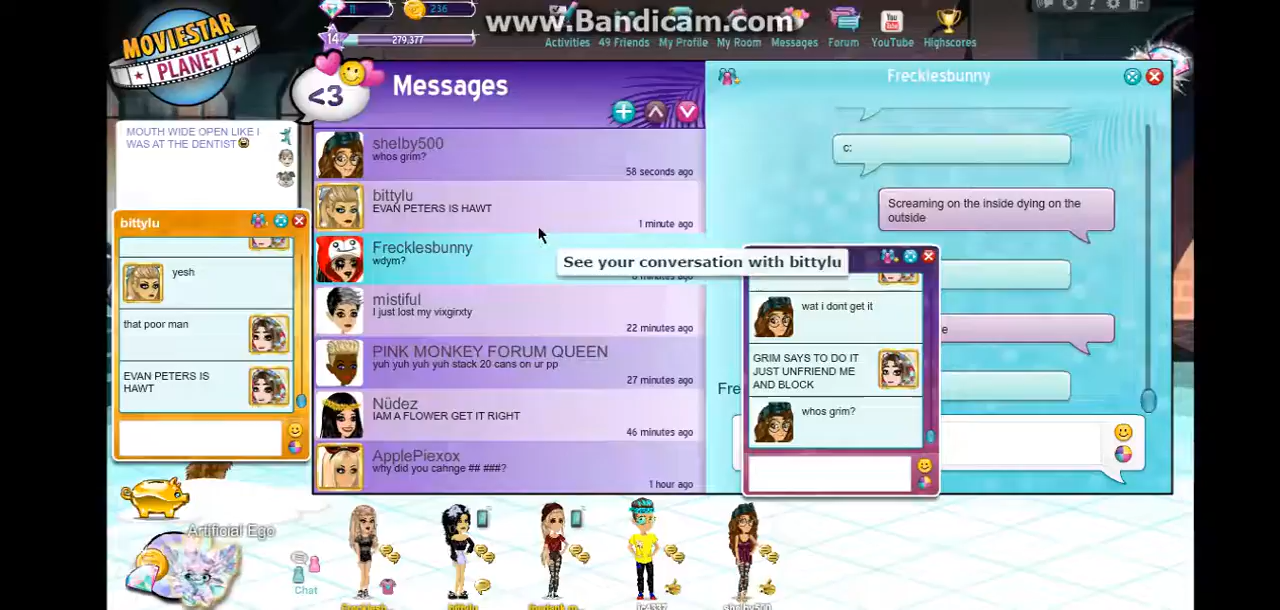 www.Bandicam.com
MOVIESTAR
PLANET
11
236
14
279,377
Activities
49 Friends
My Profile
My Room
Messages
Forum
You
Tube
YouTube
Highscores
MOUTH WIDE OPEN LIKE I
WAS AT THE DENTIST
<3
Messages
shelby500
whos grim?
58 seconds ago
bittylu
EVAN PETERS IS HAWT
1 minute ago
Frecklesbunny
wdym?
mistiful
I just lost my vixgirxty
22 minutes ago
PINK MONKEY FORUM QUEEN
yuh yuh yuh yuh stack 20 cans on ur pp
27 minutes ago
Nüdez
IAM A FLOWER GET IT RIGHT
46 minutes ago
ApplePiexox
why did you cahnge ## ###?
1 hour ago
See your conversation with bittylu
bittylu
yesh
that poor man
EVAN PETERS IS
HAWT
Frecklesbunny
c:
Screaming on the inside dying on the
outside
e
Fre
wat i dont get it
GRIM SAYS TO DO IT
JUST UNFRIEND ME
AND BLOCK
whos grim?
Artificial Ego
Chat
bittylu
shelby500